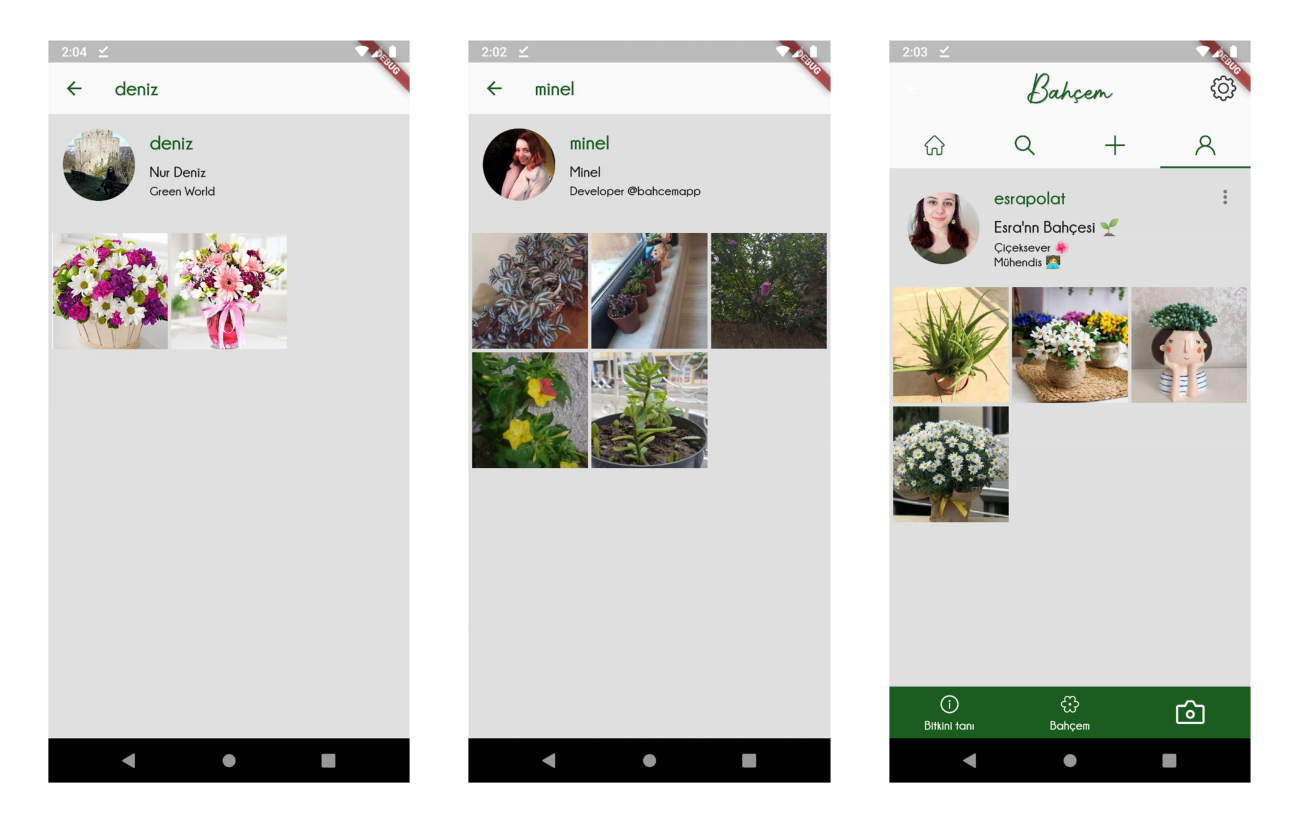 2:04
DEBUG
deniz
deniz
Nur Deniz
Green World
2:02
DEBUG
minel
minel
Minel
Developer @bahcemapp
2:03
DEBUG
Bahçem
esrapolat
Esra'nn Bahçesi 🌱
Çiçeksever 🌺
Mühendis 👩‍💻
Bitkini tanı
Bahçem